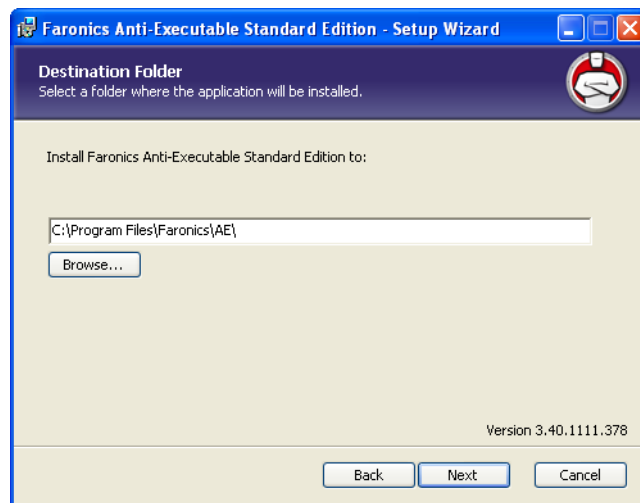 Faronics Anti-Executable Standard Edition - Setup Wizard
Destination Folder
Select a folder where the application will be installed.
Install Faronics Anti-Executable Standard Edition to:
C:\Program Files\Faronics\AE\
Browse...
Version 3.40.1111.378
Back Next Cancel